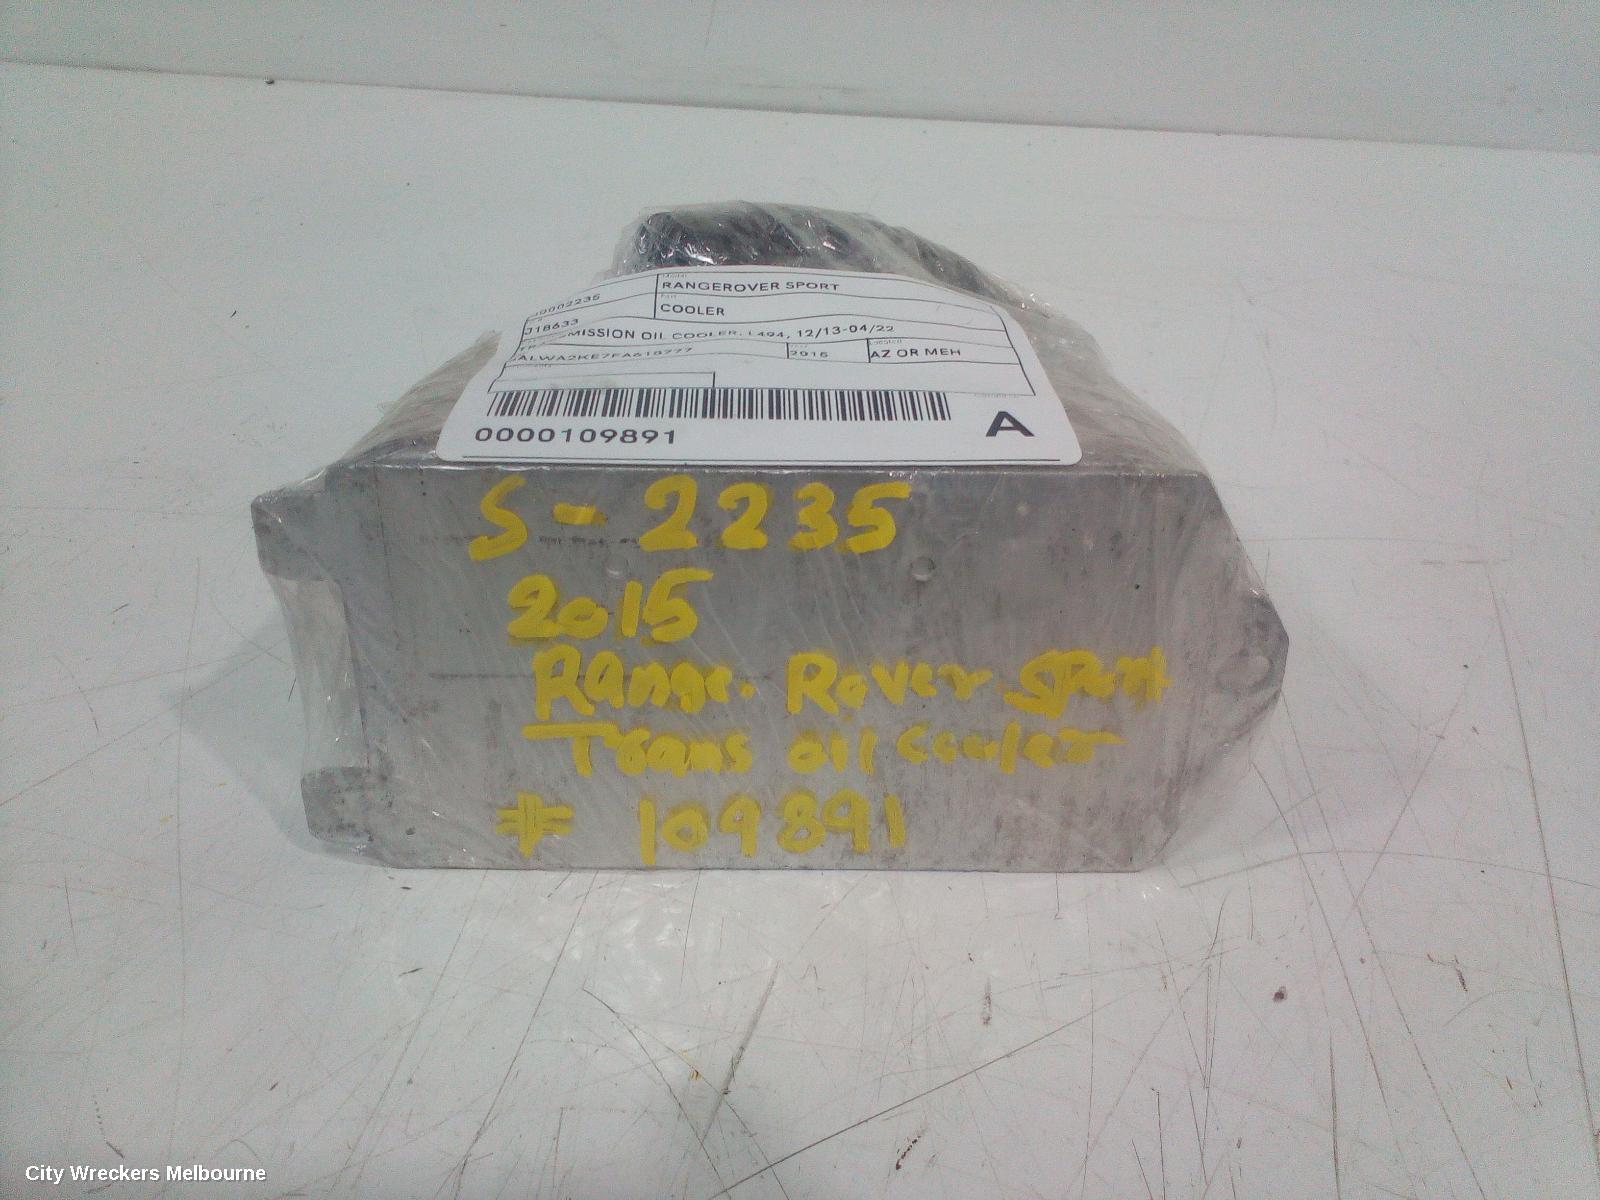 RANGEROVER SPORT
COOLER
J18633
MISSION OIL COOLER, L494, 12/13-04/22
2015
AZ OR MEH
0000109891
A
S-2235
2015
Range. Rover Sport
Trans oil cooler
# 109891
City Wreckers Melbourne